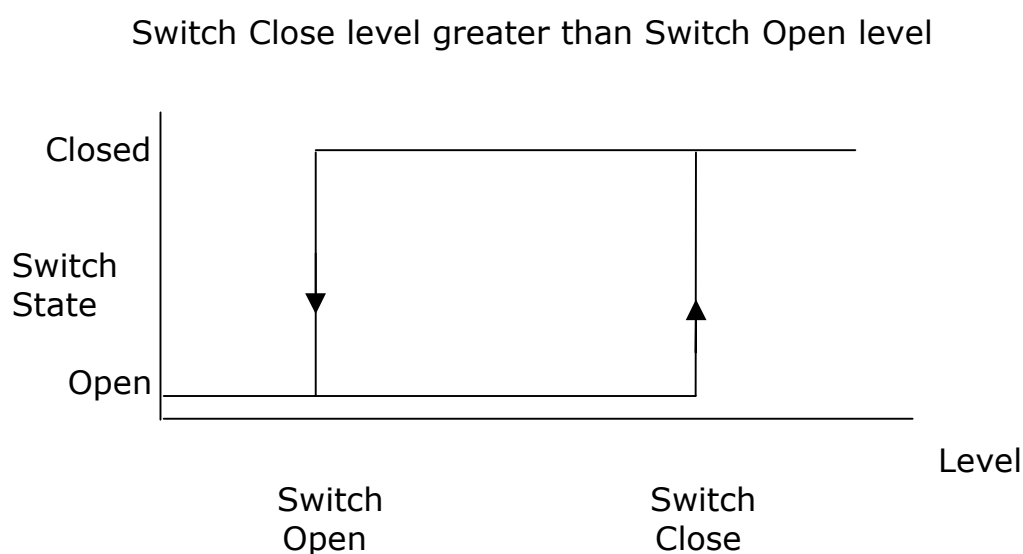 Switch Close level greater than Switch Open level
Closed
Switch
State
Open
Level
Switch
Open
Switch
Close